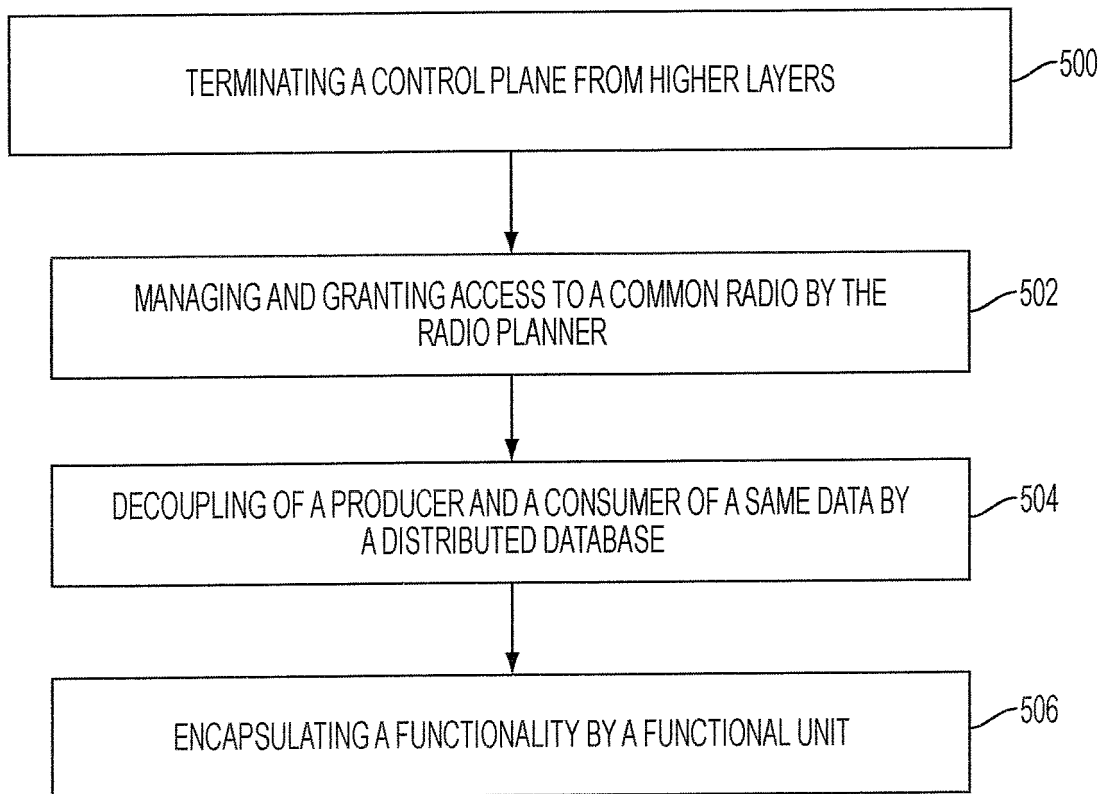 TERMINATING A CONTROL PLANE FROM HIGHER LAYERS
500
MANAGING AND GRANTING ACCESS TO A COMMON RADIO BY THE
RADIO PLANNER
502
DECOUPLING OF A PRODUCER AND A CONSUMER OF A SAME DATA BY
A DISTRIBUTED DATABASE
504
ENCAPSULATING A FUNCTIONALITY BY A FUNCTIONAL UNIT
506